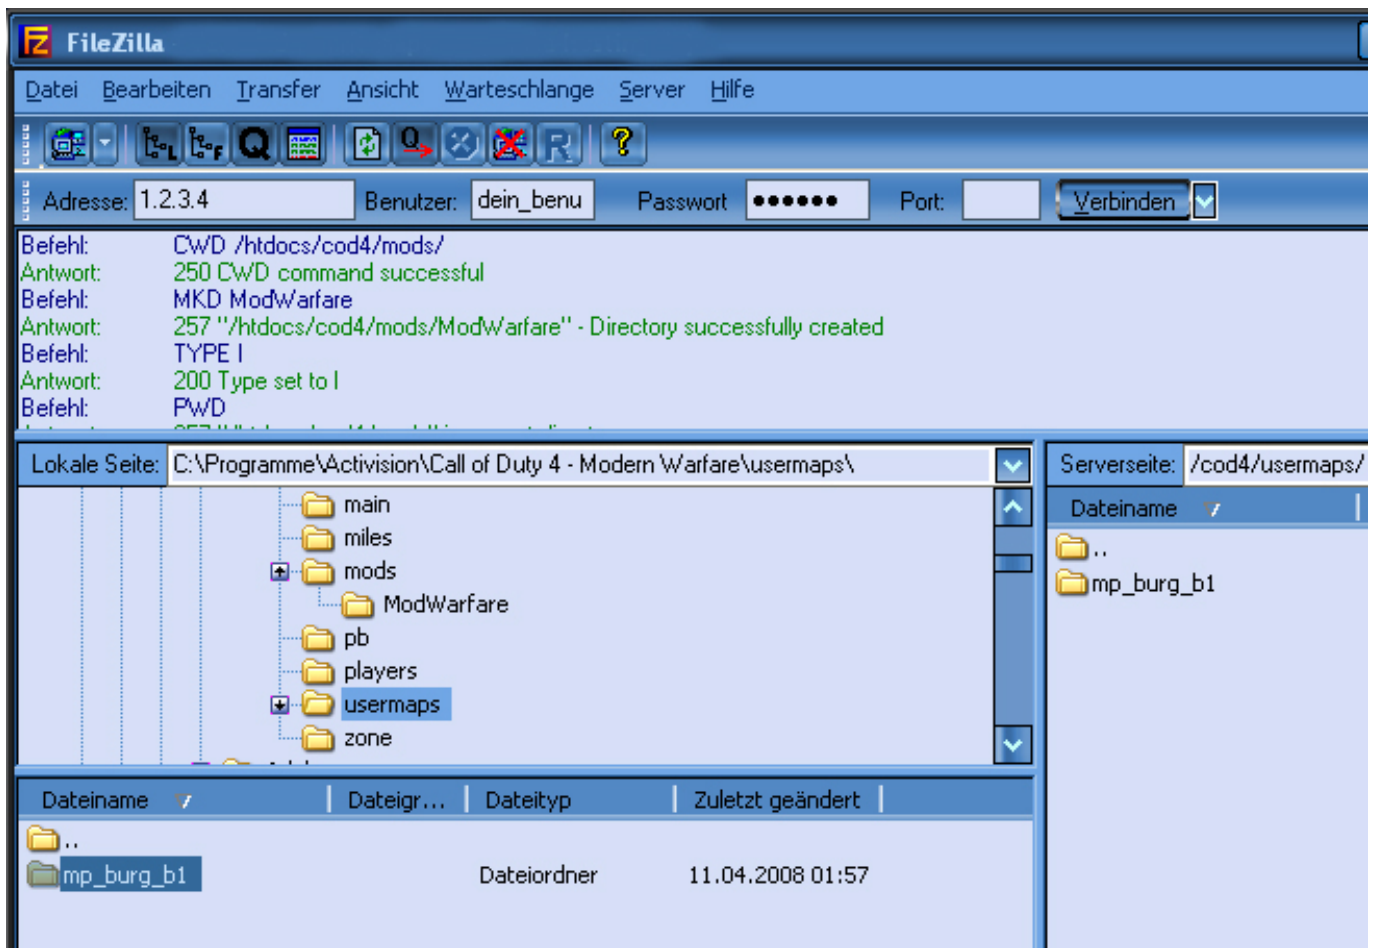 FileZilla
Datei Bearbeiten Transfer Ansicht Warteschlange Server Hilfe
Adresse: 1.2.3.4 Benutzer: dein_benu Passwort ●●●●●● Port: Verbinden
Befehl: CWD /htdocs/cod4/mods/
Antwort: 250 CWD command successful
Befehl: MKD ModWarfare
Antwort: 257 "/htdocs/cod4/mods/ModWarfare" - Directory successfully created
Befehl: TYPE I
Antwort: 200 Type set to I
Befehl: PWD
Lokale Seite: C:\Programme\Activision\Call of Duty 4 - Modern Warfare\usermaps\
Serverseite: /cod4/usermaps/
main
miles
mods
ModWarfare
pb
players
usermaps
zone
Dateiname
..
mp_burg_b1
Dateiname Dateigr... Dateityp Zuletzt geändert
..
mp_burg_b1 Dateiordner 11.04.2008 01:57